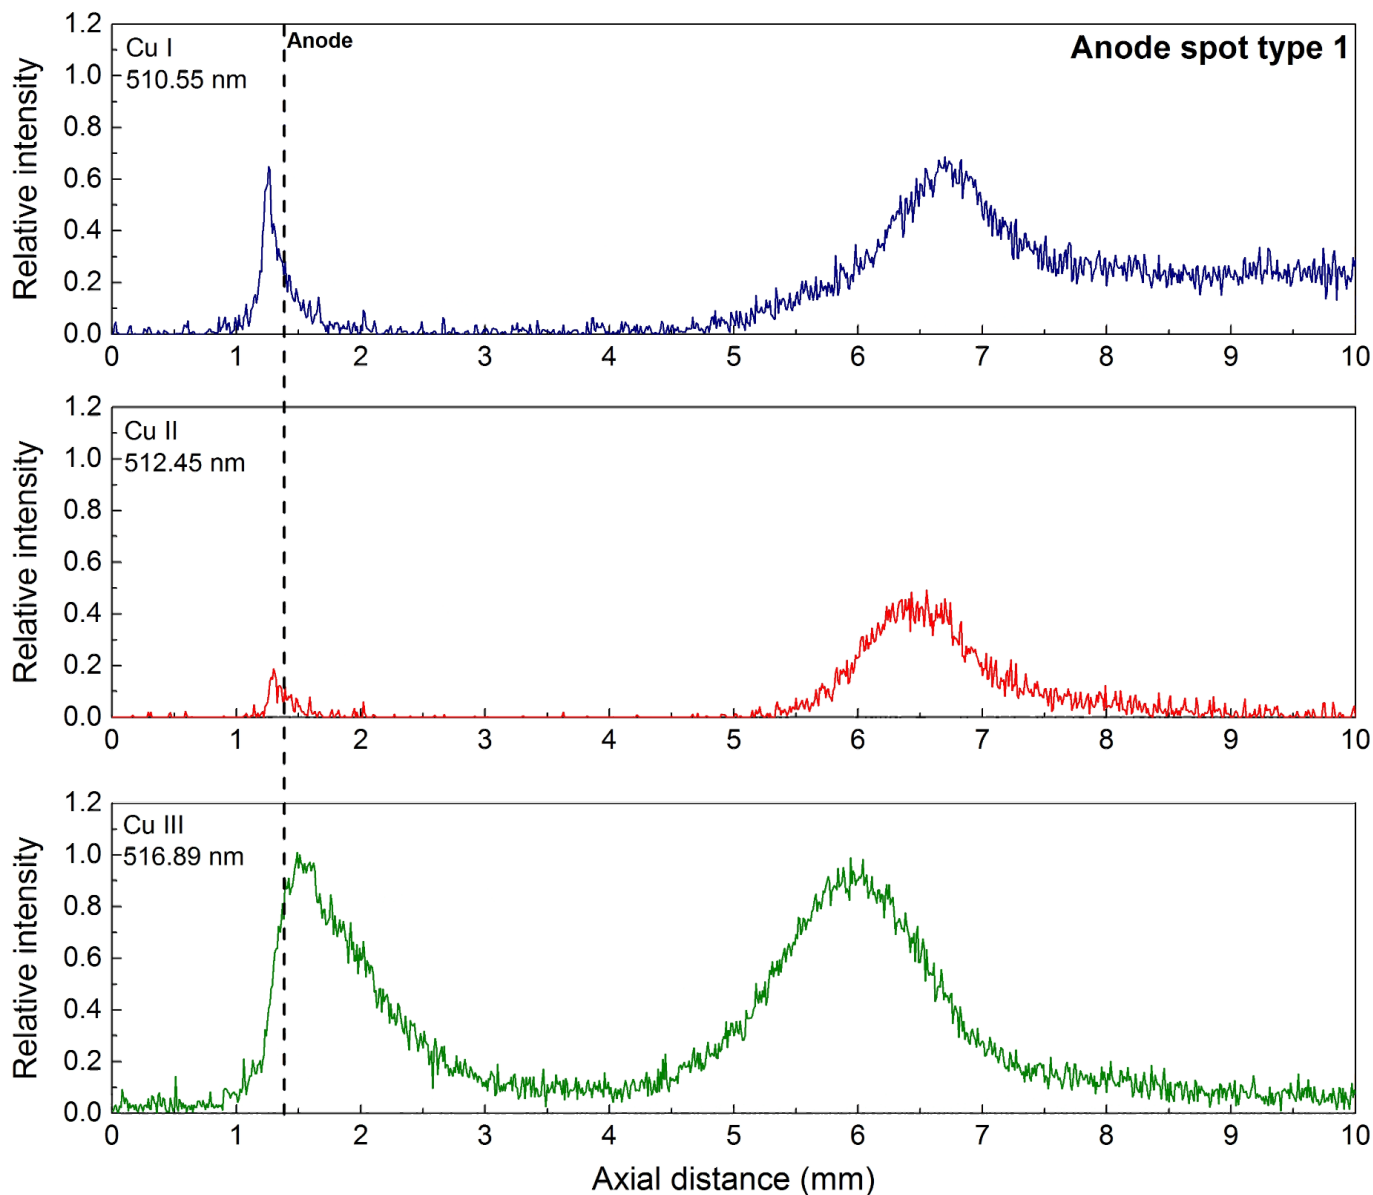 Anode spot type 1
Anode
Cu I
510.55 nm
Relative intensity
1.2
1.0
0.8
0.6
0.4
0.2
0.0
0 1 2 3 4 5 6 7 8 9 10
Cu II
512.45 nm
Relative intensity
1.2
1.0
0.8
0.6
0.4
0.2
0.0
0 1 2 3 4 5 6 7 8 9 10
Cu III
516.89 nm
Relative intensity
1.2
1.0
0.8
0.6
0.4
0.2
0.0
0 1 2 3 4 5 6 7 8 9 10
Axial distance (mm)